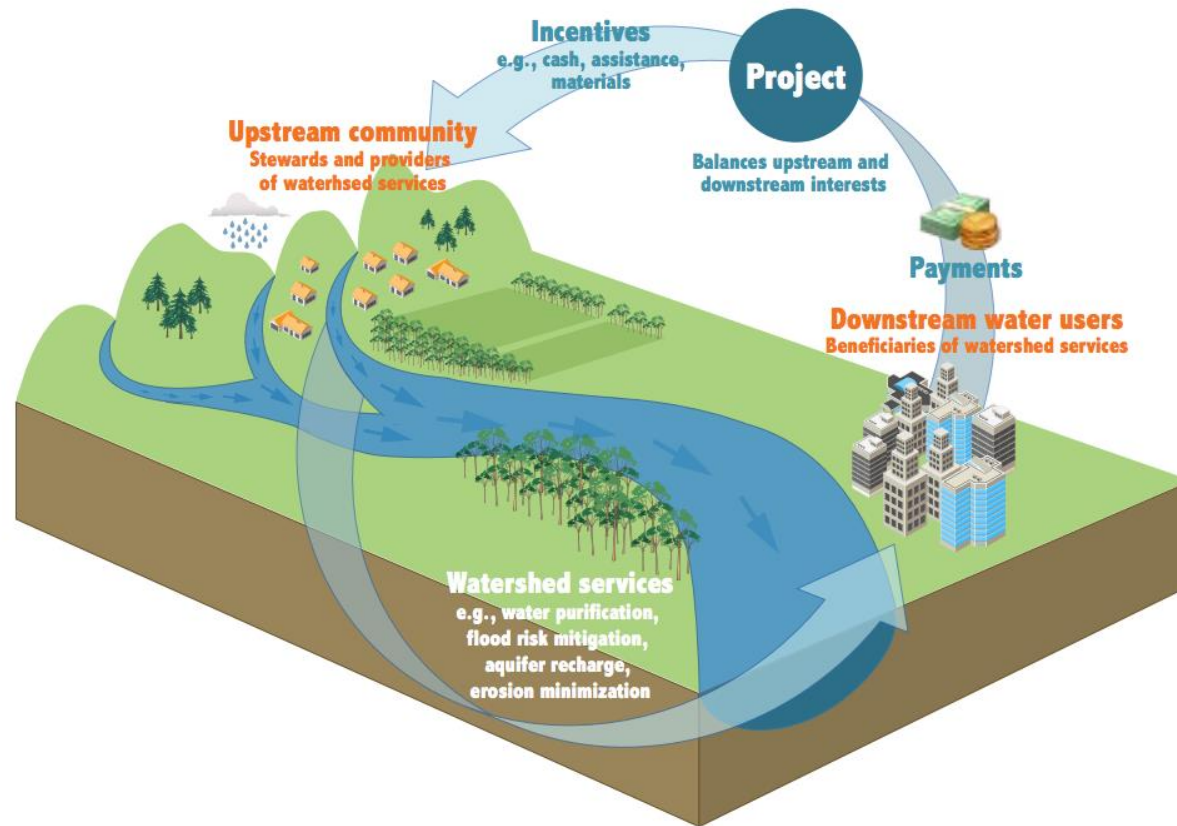 Incentives
e.g., cash, assistance,
materials
Project
Upstream community
Stewards and providers
of waterhsed services
Balances upstream and
downstream interests
Payments
Downstream water users
Beneficiaries of watershed services
Watershed services
e.g., water purification,
flood risk mitigation,
aquifer recharge,
erosion minimization